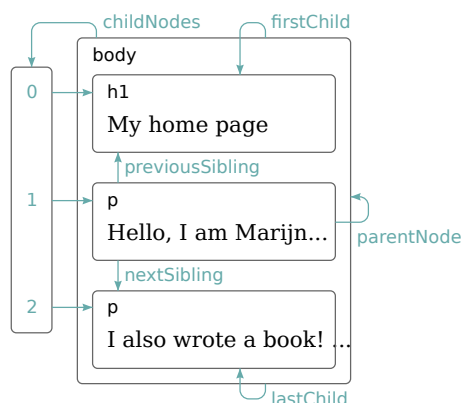 childNodes
firstChild
body
0
h1
My home page
previousSibling
1
p
Hello, I am Marijn...
parentNode
nextSibling
2
p
I also wrote a book! ...
lastChild